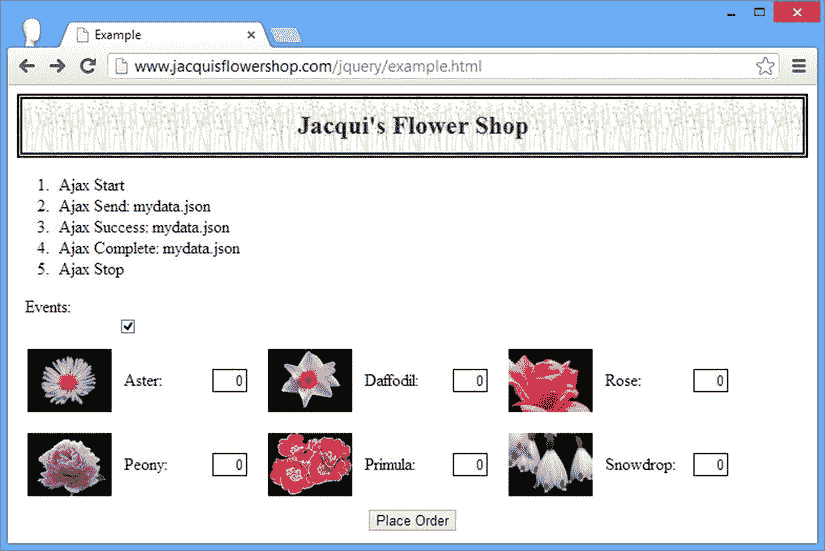 Example
www.jacquisflowershop.com/jquery/example.html
Jacqui's Flower Shop
1. Ajax Start
2. Ajax Send: mydata.json
3. Ajax Success: mydata.json
4. Ajax Complete: mydata.json
5. Ajax Stop
Events:
Aster: 0 Daffodil: 0 Rose: 0
Peony: 0 Primula: 0 Snowdrop: 0
Place Order